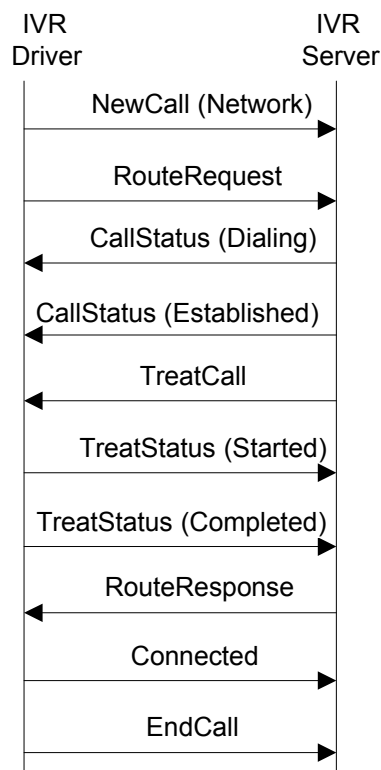 IVR
Driver
IVR
Server
NewCall (Network)
RouteRequest
CallStatus (Dialing)
CallStatus (Established)
TreatCall
TreatStatus (Started)
TreatStatus (Completed)
RouteResponse
Connected
EndCall